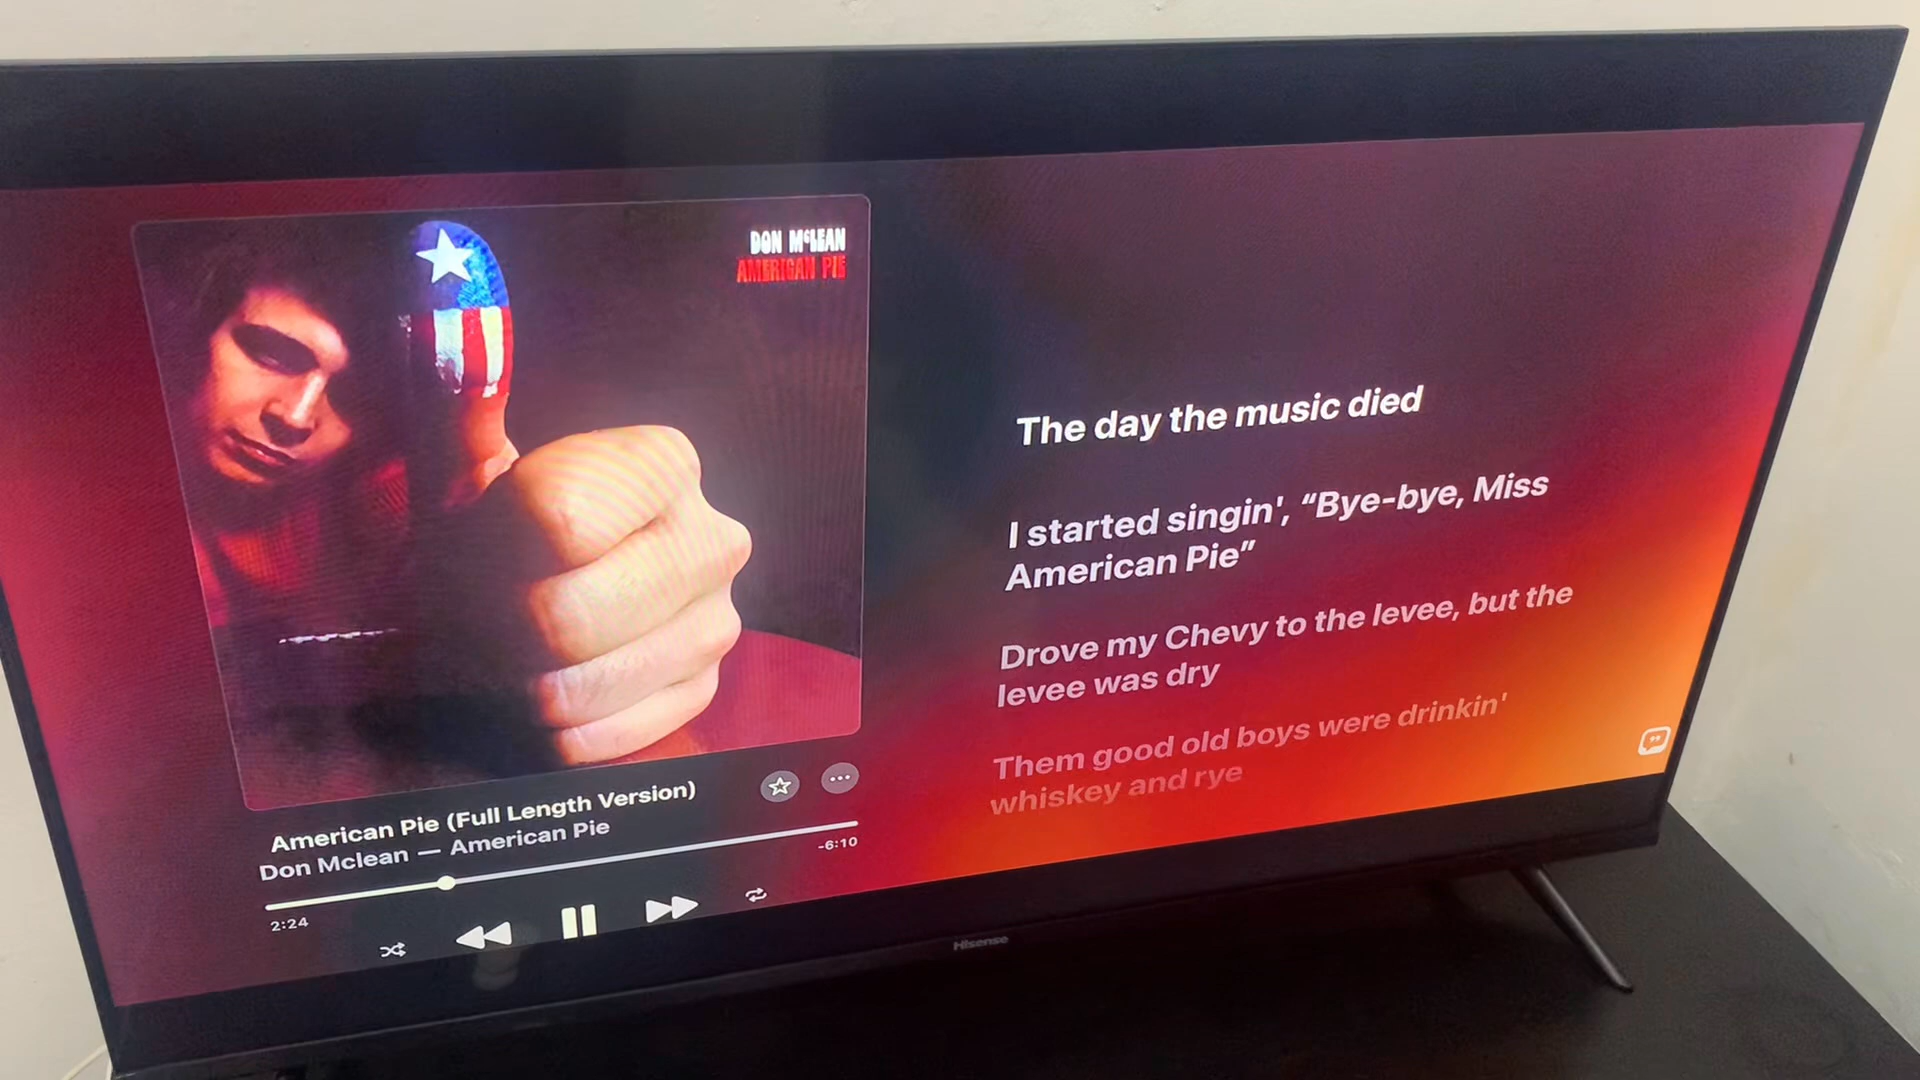 DON McLEAN
AMERICAN PIE
American Pie (Full Length Version)
Don Mclean — American Pie
2:24
-6:10
The day the music died
I started singin', “Bye-bye, Miss
American Pie”
Drove my Chevy to the levee, but the
levee was dry
Them good old boys were drinkin'
whiskey and rye
Hisense